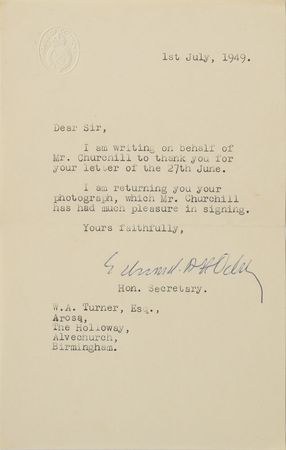 1st July, 1949.
Dear Sir,
I am writing on behalf of
Mr. Churchill to thank you for
your letter of the 27th June.
I am returning you your
photograph, which Mr. Churchill
has had much pleasure in signing.
Yours faithfully,
Hon. Secretary.
W.A. Turner, Esq.,
Arosa,
The Holloway,
Alvechurch,
Birmingham.